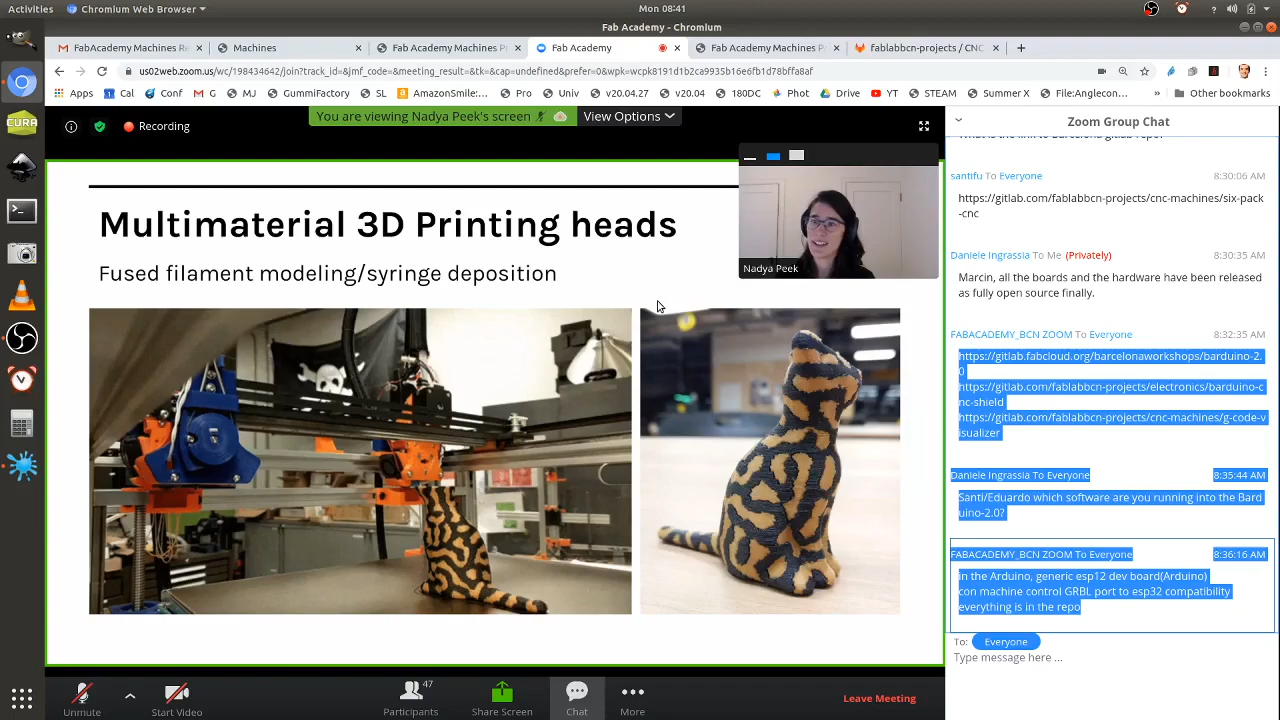 Activities Chromium Web Browser Mon 08:41
Fab Academy - Chromium
FabAcademy Machines Re Machines Fab Academy Machines P Fab Academy Fab Academy Machines P fablabbcn-projects / CNC
us02web.zoom.us/wc/198434642/join?track_id=&jmf_code=&meeting_result=&tk=&cap=undefined&prefer=0&wpk=wcpk8191d1b2ca9935b16e6fb1d78bffa8af
Apps Cal Conf G MJ GummiFactory SL AmazonSmile:... Pro Univ v20.04.27 v20.04 180DC Phot Drive YT STEAM Summer X File:Anglecon... » Other bookmarks
Recording
You are viewing Nadya Peek's screen View Options
Multimaterial 3D Printing heads
Fused filament modeling/syringe deposition
Nadya Peek
CURA
Zoom Group Chat
What is the link to Barcelona gitlab repo?
santifu To Everyone 8:30:06 AM
https://gitlab.com/fablabbcn-projects/cnc-machines/six-pack
-cnc
Daniele Ingrassia To Me (Privately) 8:30:35 AM
Marcin, all the boards and the hardware have been released
as fully open source finally.
FABACADEMY_BCN ZOOM To Everyone 8:32:35 AM
https://gitlab.fabcloud.org/barcelonaworkshops/barduino-2.
0
https://gitlab.com/fablabbcn-projects/electronics/barduino-c
nc-shield
https://gitlab.com/fablabbcn-projects/cnc-machines/g-code-v
isualizer
Daniele Ingrassia To Everyone 8:35:44 AM
Santi/Eduardo which software are you running into the Bard
uino-2.0?
FABACADEMY_BCN ZOOM To Everyone 8:36:16 AM
in the Arduino, generic esp12 dev board(Arduino)
con machine control GRBL port to esp32 compatibility
everything is in the repo
To: Everyone
Type message here ...
Unmute Start Video Participants 47 Share Screen Chat More Leave Meeting